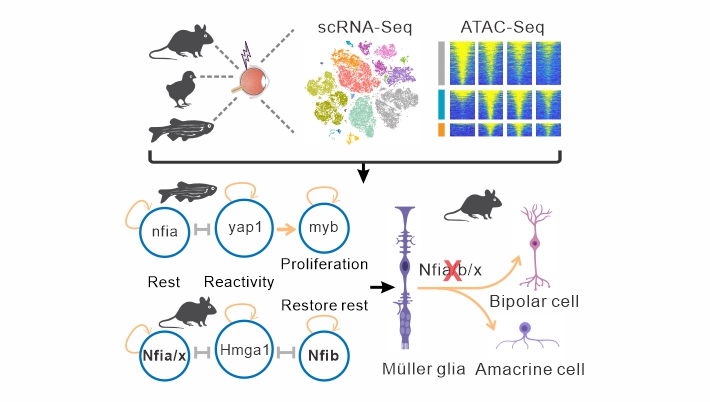 scRNA-Seq
ATAC-Seq
nfia
yap1
myb
Proliferation
Rest
Reactivity
Restore rest
Nfia/x
Hmga1
Nfib
Nfia/b/x
Bipolar cell
Müller glia
Amacrine cell